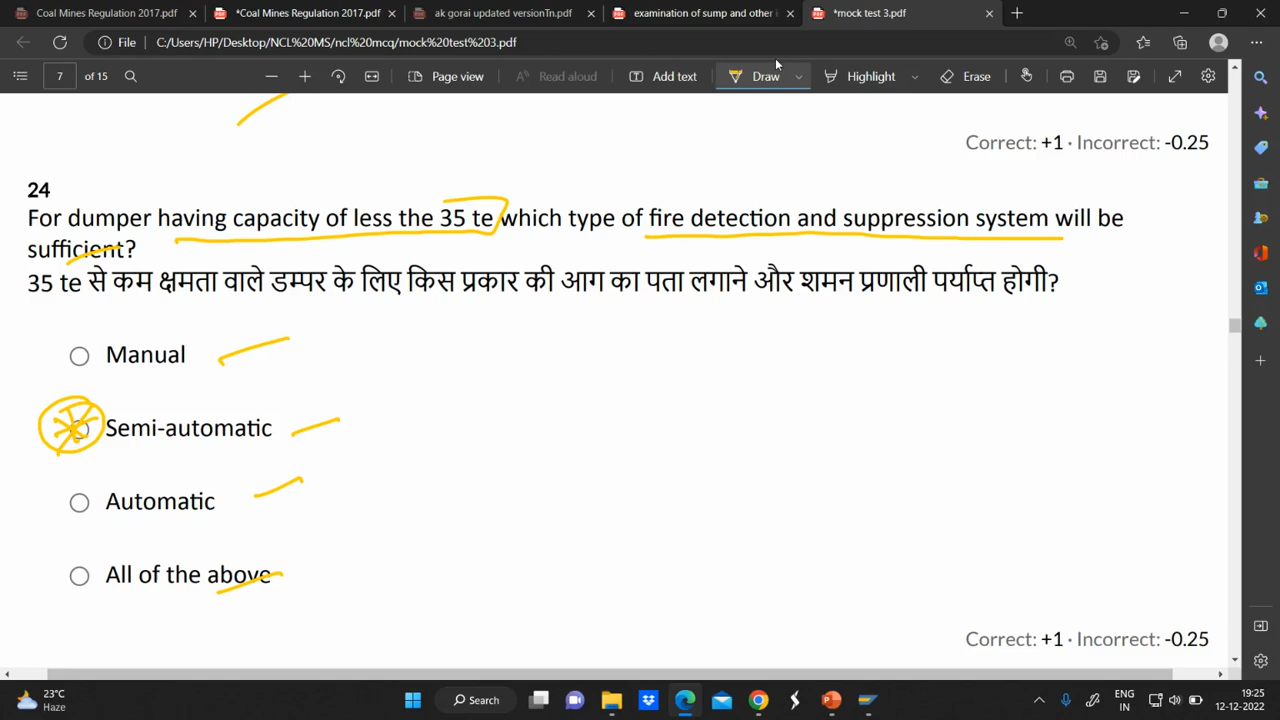 Coal Mines Regulation 2017.pdf
*Coal Mines Regulation 2017.pdf
ak gorai updated versionTn.pdf
examination of sump and other
*mock test 3.pdf
File
C:/Users/HP/Desktop/NCL%20MS/ncl%20mcq/mock%20test%203.pdf
7 of 15
Page view
Read aloud
Add text
Draw
Highlight
Erase
Correct: +1 · Incorrect: -0.25
24
For dumper having capacity of less the 35 te which type of fire detection and suppression system will be
sufficient?
35 te से कम क्षमता वाले डम्पर के लिए किस प्रकार की आग का पता लगाने और शमन प्रणाली पर्याप्त होगी?
Manual
Semi-automatic
Automatic
All of the above
Correct: +1 · Incorrect: -0.25
23°C
Haze
Search
ENG
IN
19:25
12-12-2022